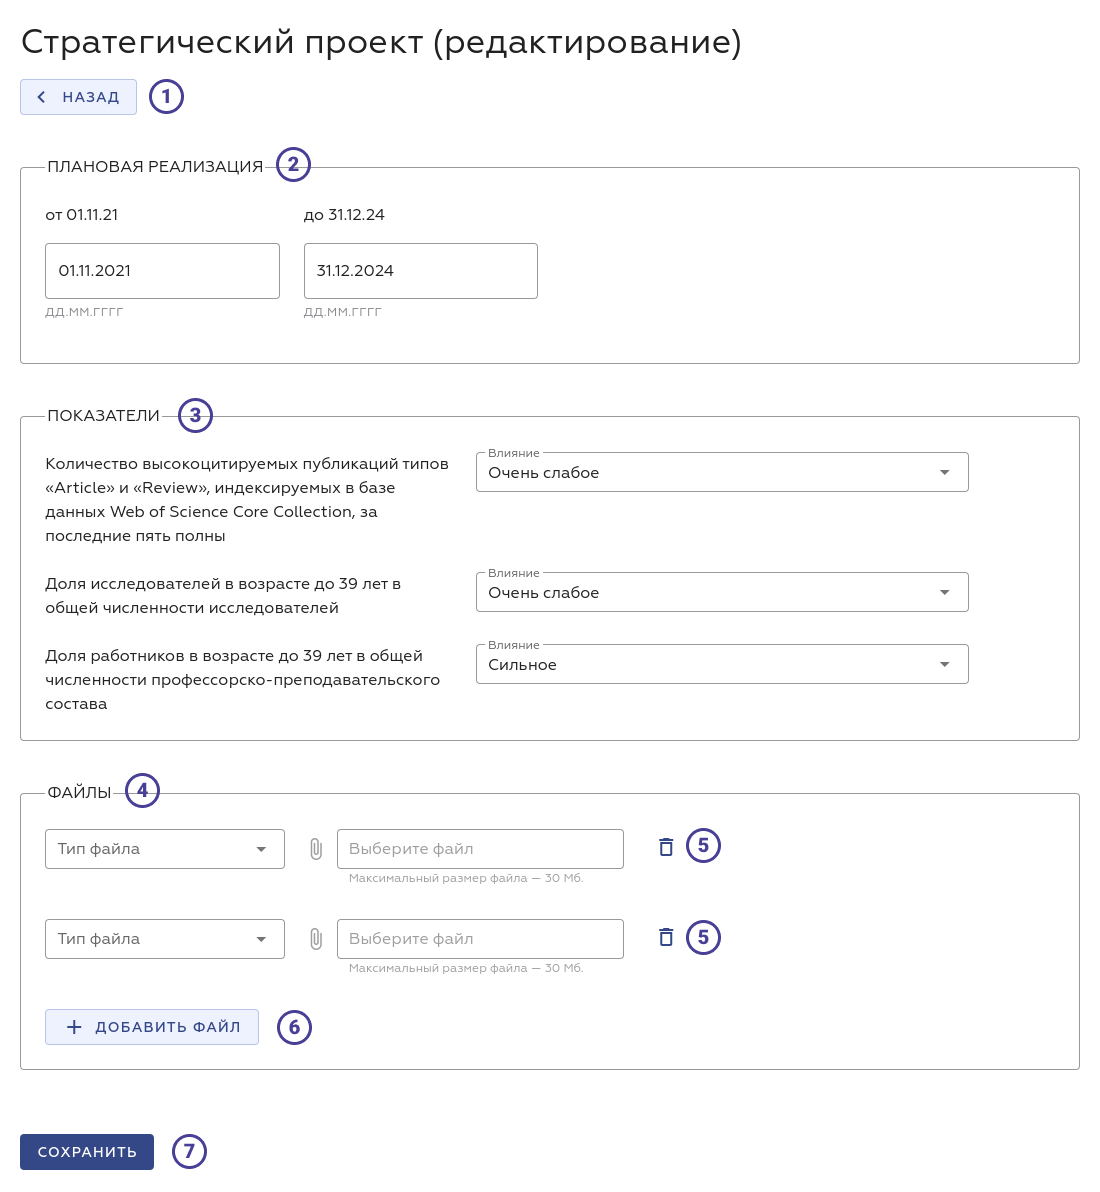 Стратегический проект (редактирование)
НАЗАД 1
ПЛАНОВАЯ РЕАЛИЗАЦИЯ 2
от 01.11.21 до 31.12.24
01.11.2021 31.12.2024
ДД.ММ.ГГГГ ДД.ММ.ГГГГ
ПОКАЗАТЕЛИ 3
Количество высокоцитируемых публикаций типов
«Article» и «Review», индексируемых в базе
данных Web of Science Core Collection, за
последние пять полны
Влияние
Очень слабое
Доля исследователей в возрасте до 39 лет в
общей численности исследователей
Влияние
Очень слабое
Доля работников в возрасте до 39 лет в общей
численности профессорско-преподавательского
состава
Влияние
Сильное
ФАЙЛЫ 4
Тип файла Выберите файл 5
Максимальный размер файла — 30 Мб.
Тип файла Выберите файл 5
Максимальный размер файла — 30 Мб.
ДОБАВИТЬ ФАЙЛ 6
СОХРАНИТЬ 7